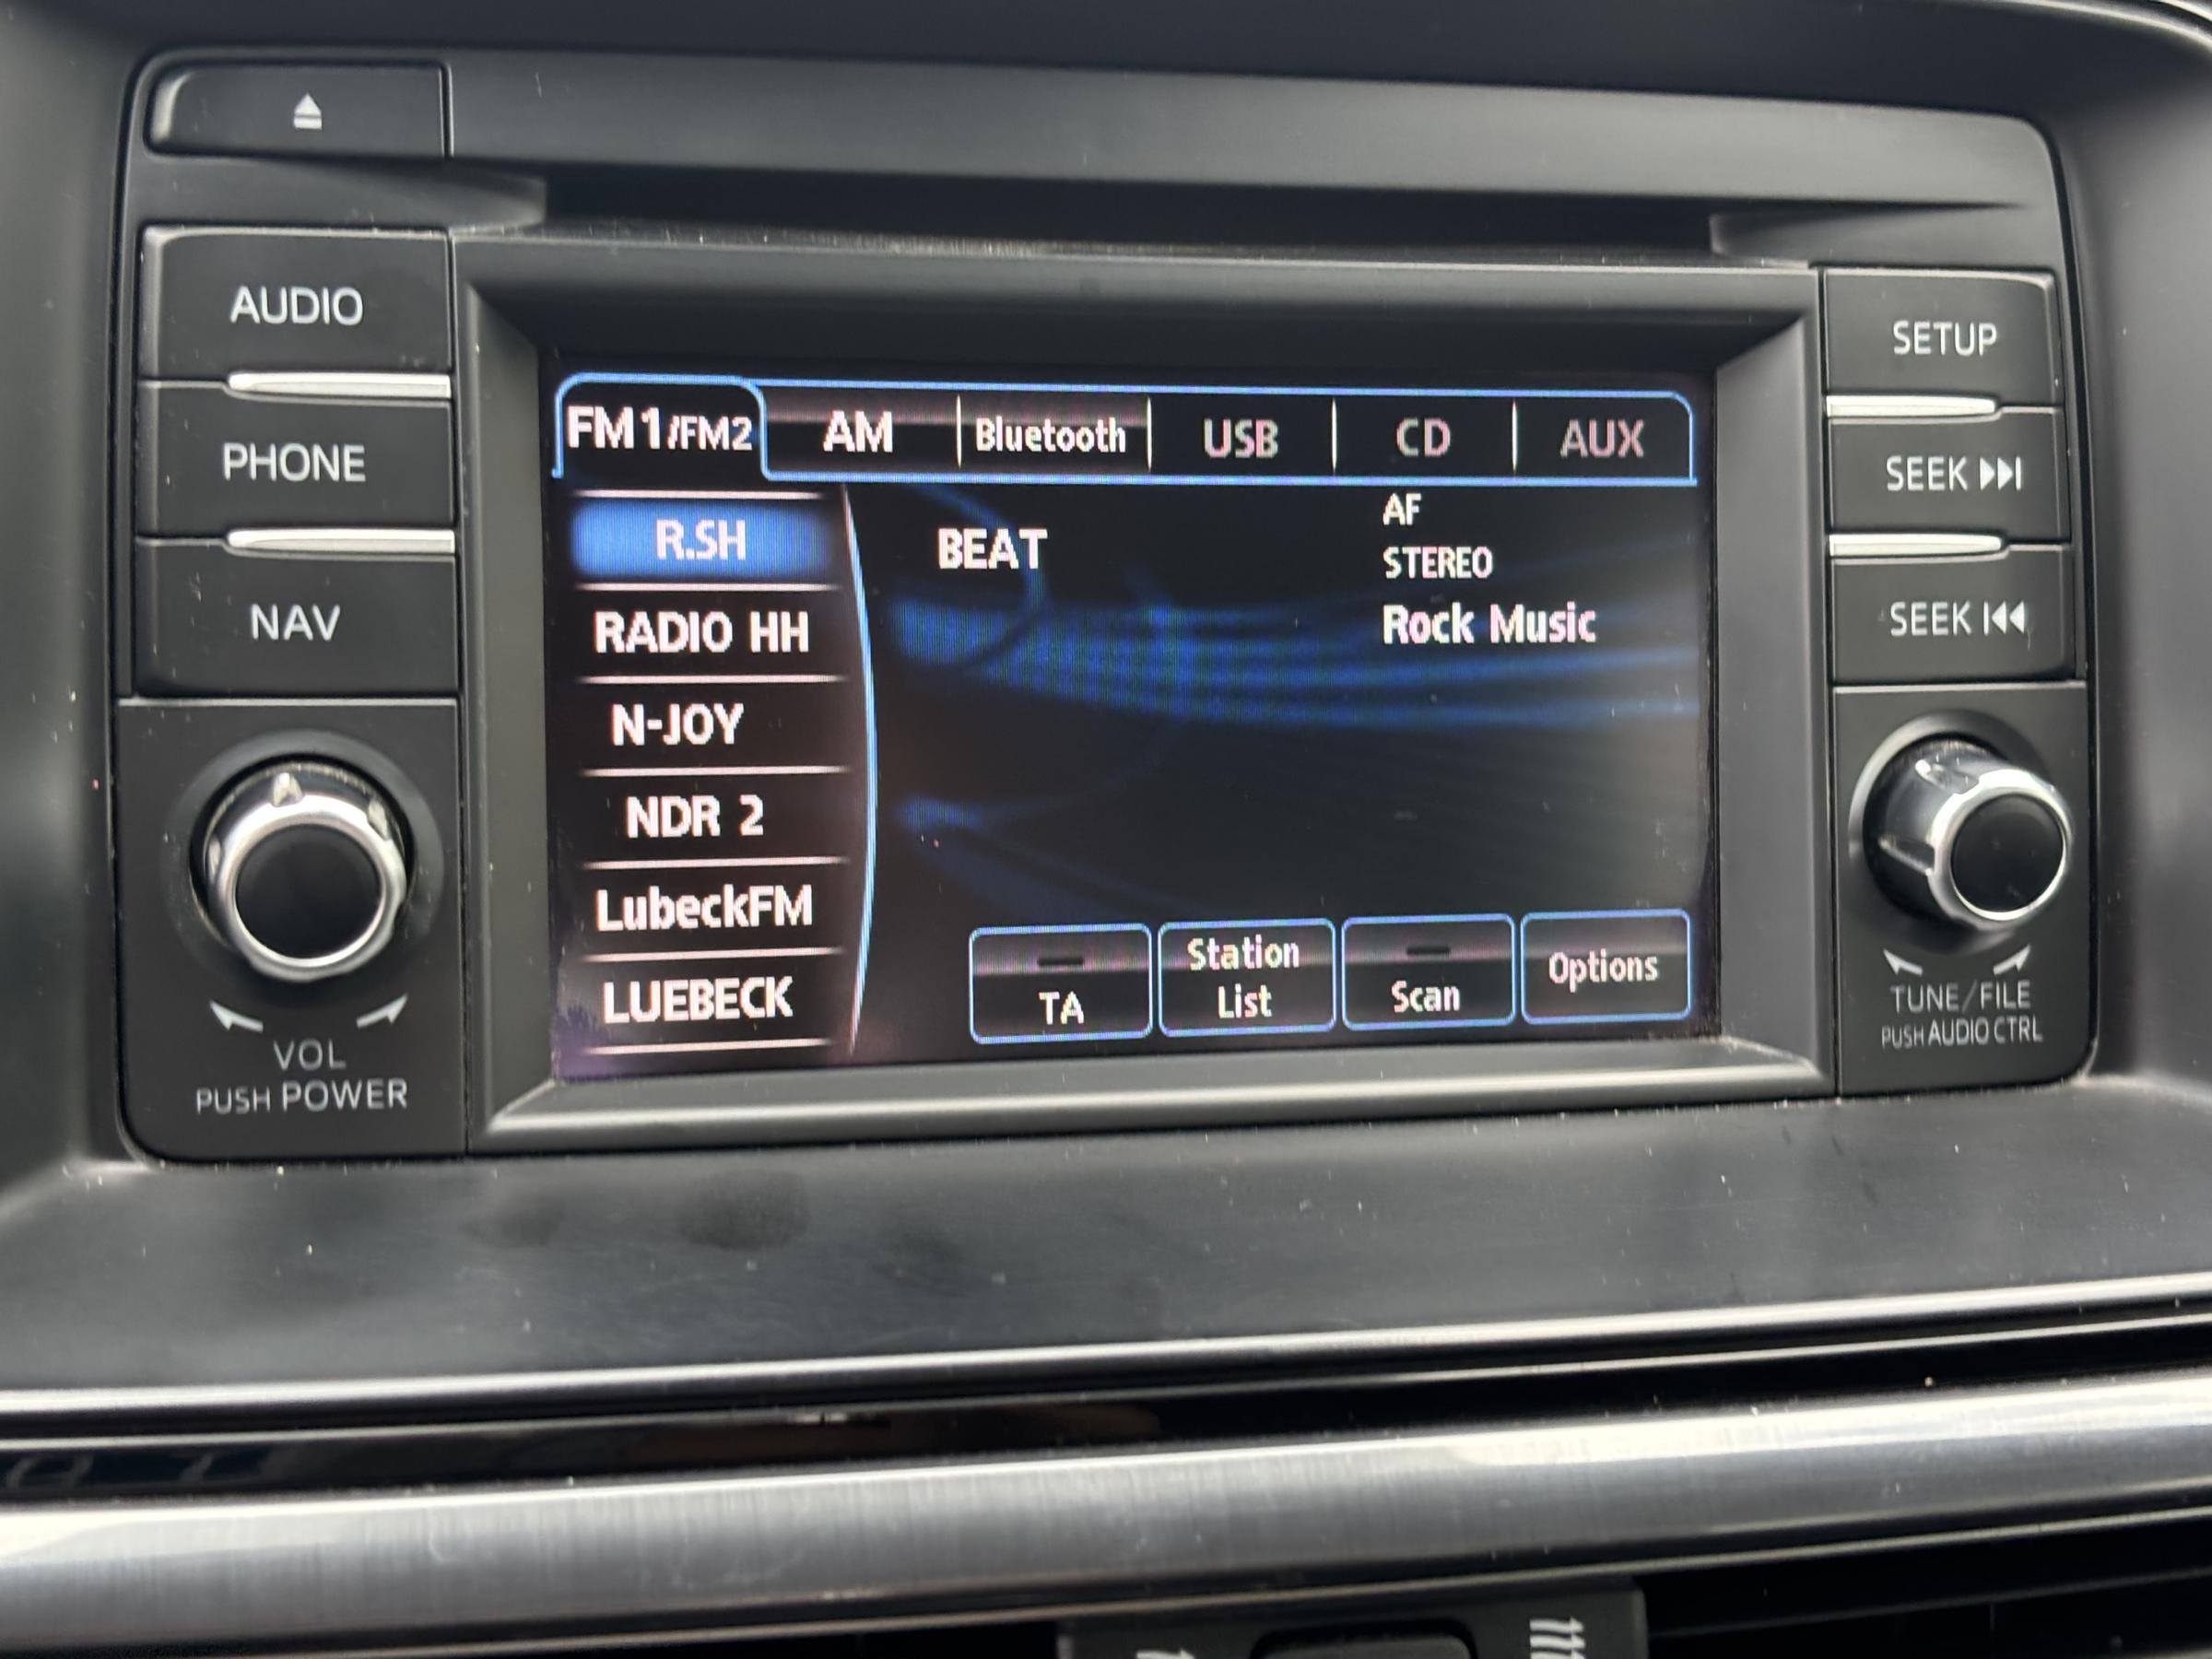 AUDIO
PHONE
NAV
VOL
PUSH POWER
FM1/FM2
AM
Bluetooth
USB
CD
AUX
R.SH
RADIO HH
N-JOY
NDR 2
LubeckFM
LUEBECK
BEAT
AF
STEREO
Rock Music
TA
Station
List
Scan
Options
SETUP
SEEK
SEEK
TUNE/FILE
PUSH AUDIO CTRL